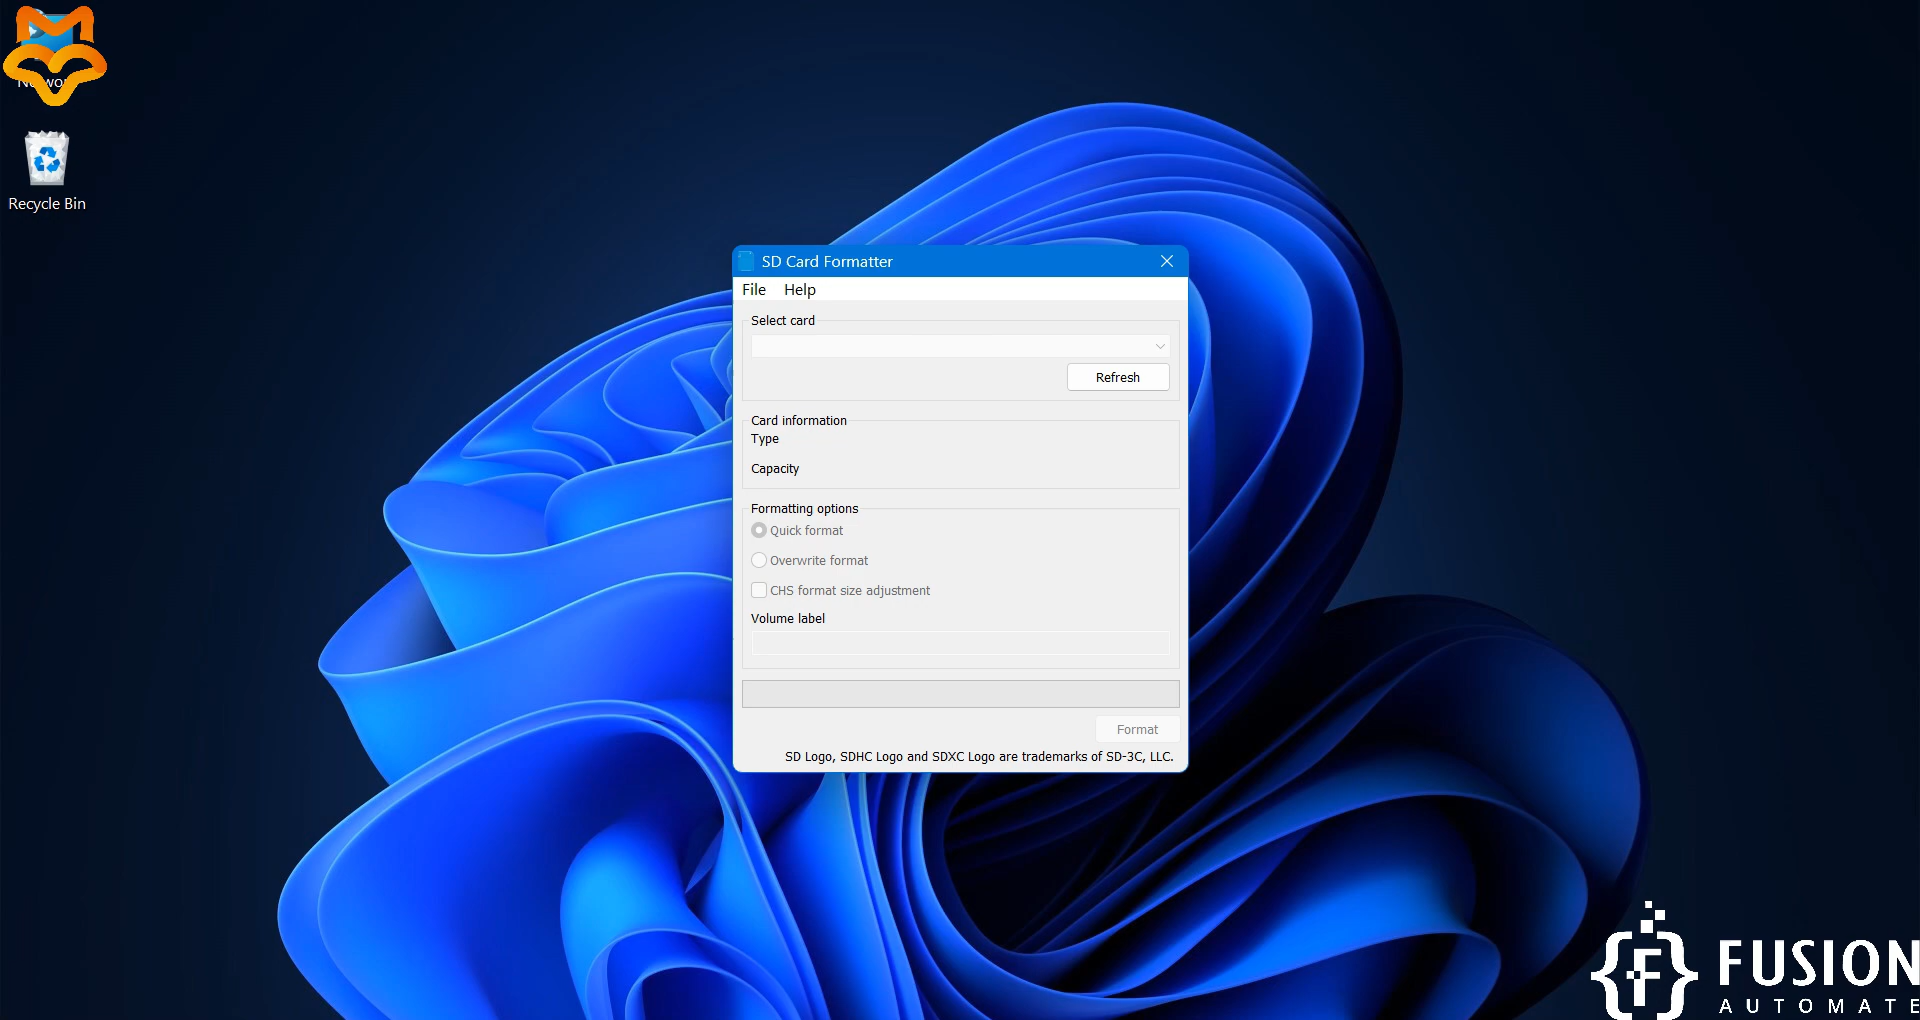 Recycle Bin
SD Card Formatter
File Help
Select card
Refresh
Card information
Type
Capacity
Formatting options
Quick format
Overwrite format
CHS format size adjustment
Volume label
Format
SD Logo, SDHC Logo and SDXC Logo are trademarks of SD-3C, LLC.
FUSION
AUTOMATE